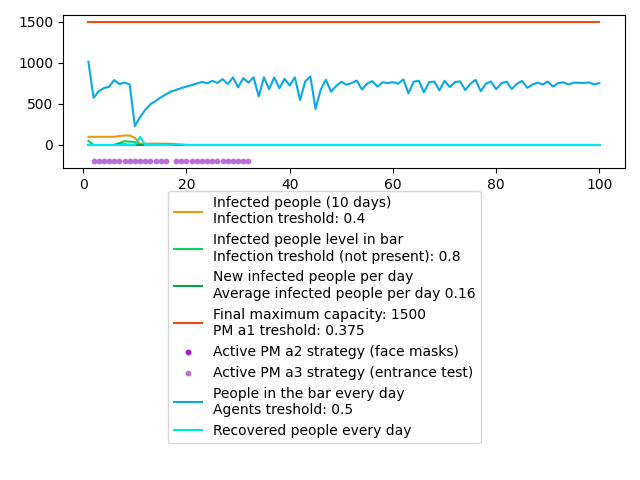 1500
1000
500
0
0
20
40
60
80
100
Infected people (10 days)
Infection treshold: 0.4
Infected people level in bar
Infection treshold (not present): 0.8
New infected people per day
Average infected people per day 0.16
Final maximum capacity: 1500
PM a1 treshold: 0.375
Active PM a2 strategy (face masks)
Active PM a3 strategy (entrance test)
People in the bar every day
Agents treshold: 0.5
Recovered people every day